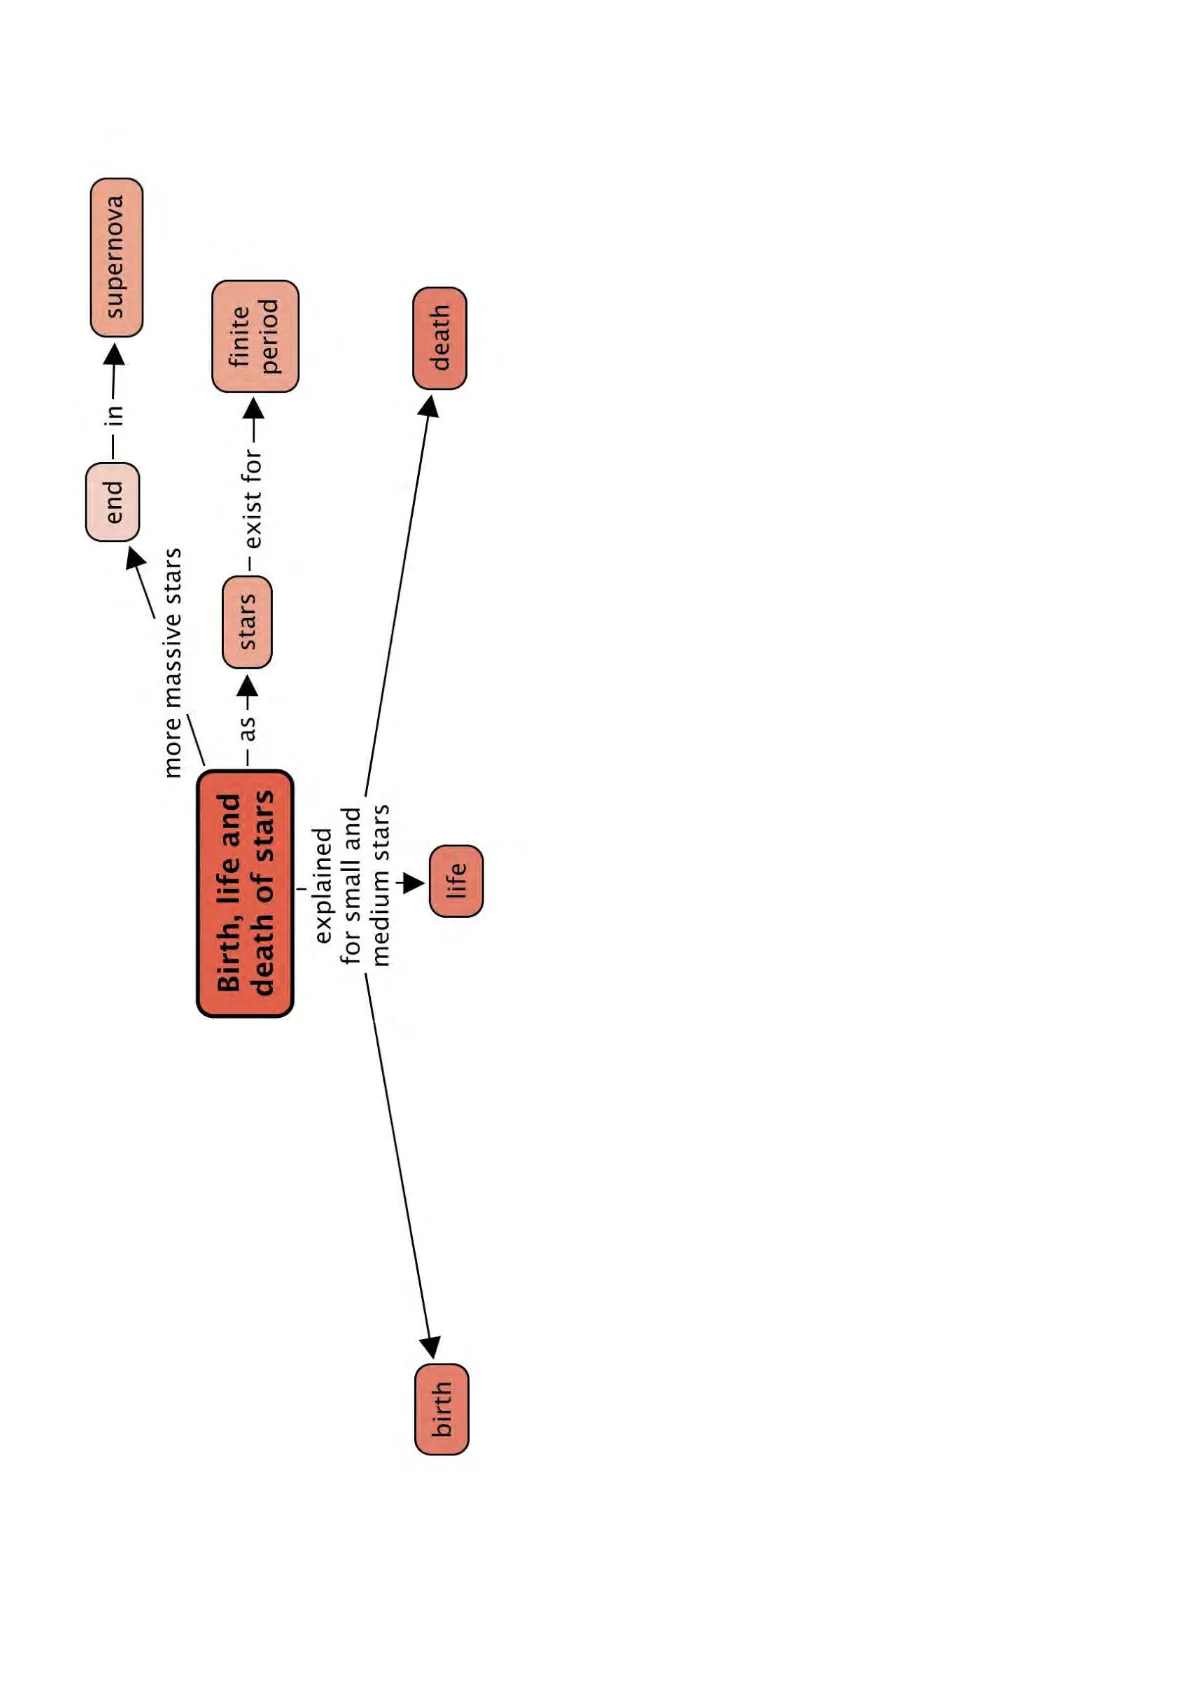 supernova
in
end
more massive stars
finite
period
exist for
stars
as
Birth, life and
death of stars
explained
for small and
medium stars
birth
life
death